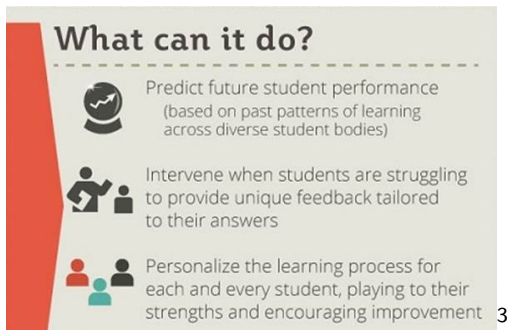 What can it do?
Predict future student performance
(based on past patterns of learning
across diverse student bodies)
Intervene when students are struggling
to provide unique feedback tailored
to their answers
Personalize the learning process for
each and every student, playing to their
strengths and encouraging improvement 3